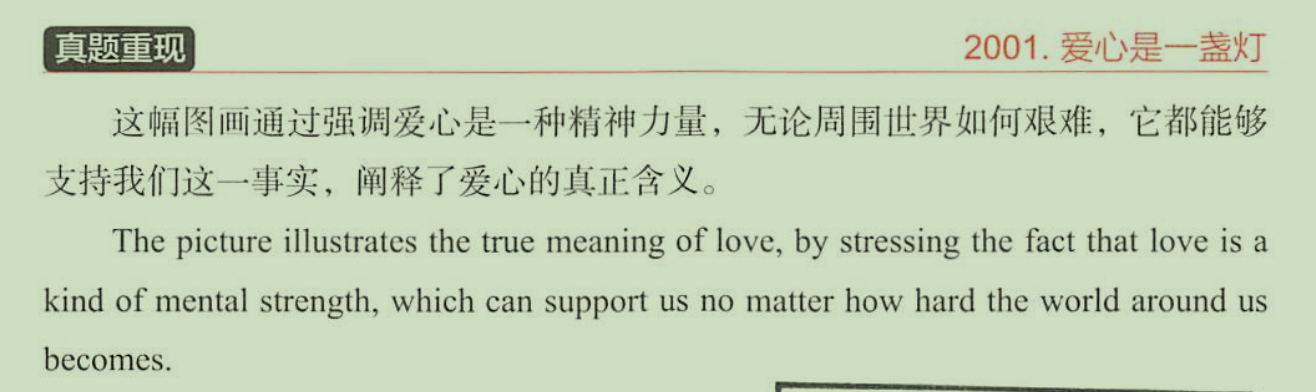 真题重现
2001. 爱心是一盏灯
这幅图画通过强调爱心是一种精神力量，无论周围世界如何艰难，它都能够
支持我们这一事实，阐释了爱心的真正含义。
The picture illustrates the true meaning of love, by stressing the fact that love is a
kind of mental strength, which can support us no matter how hard the world around us
becomes.